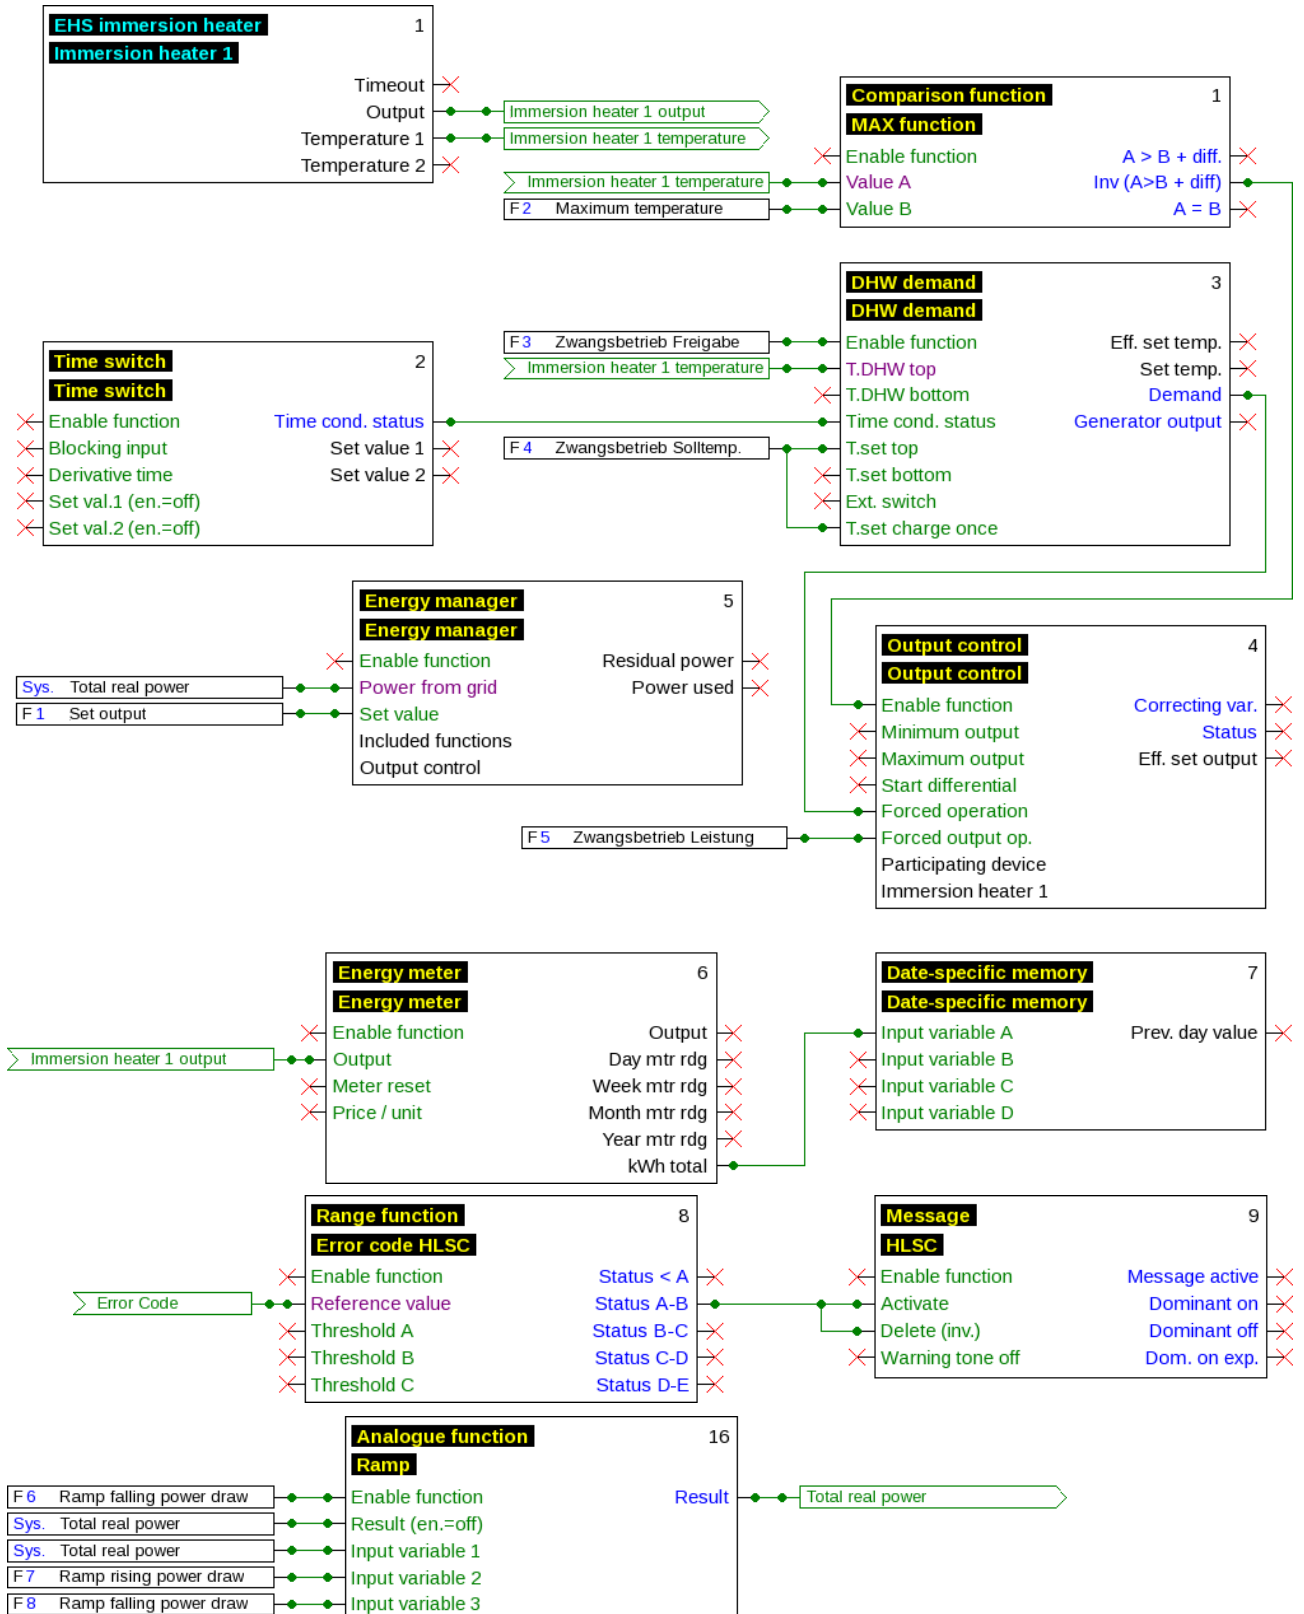 EHS immersion heater 1
Immersion heater 1
Timeout
Output
Immersion heater 1 output
Temperature 1
Immersion heater 1 temperature
Temperature 2
Comparison function 1
MAX function
Enable function A > B + diff.
Immersion heater 1 temperature
Value A Inv (A>B + diff)
F 2 Maximum temperature
Value B A = B
DHW demand 3
DHW demand
F 3 Zwangsbetrieb Freigabe
Enable function Eff. set temp.
Immersion heater 1 temperature
T.DHW top Set temp.
T.DHW bottom Demand
Time cond. status Generator output
F 4 Zwangsbetrieb Solltemp.
T.set top
T.set bottom
Ext. switch
T.set charge once
Time switch 2
Time switch
Enable function Time cond. status
Blocking input Set value 1
Derivative time Set value 2
Set val.1 (en.=off)
Set val.2 (en.=off)
Energy manager 5
Energy manager
Enable function Residual power
Sys. Total real power
Power from grid Power used
F 1 Set output
Set value
Included functions
Output control
Output control 4
Output control
Enable function Correcting var.
Minimum output Status
Maximum output Eff. set output
Start differential
Forced operation
F 5 Zwangsbetrieb Leistung
Forced output op.
Participating device
Immersion heater 1
Energy meter 6
Energy meter
Enable function Output
Immersion heater 1 output
Output Day mtr rdg
Meter reset Week mtr rdg
Price / unit Month mtr rdg
Year mtr rdg
kWh total
Date-specific memory 7
Date-specific memory
Input variable A Prev. day value
Input variable B
Input variable C
Input variable D
Range function 8
Error code HLSC
Enable function Status < A
Error Code
Reference value Status A-B
Threshold A Status B-C
Threshold B Status C-D
Threshold C Status D-E
Message 9
HLSC
Enable function Message active
Activate Dominant on
Delete (inv.) Dominant off
Warning tone off Dom. on exp.
Analogue function 16
Ramp
F 6 Ramp falling power draw
Enable function Result
Total real power
Sys. Total real power
Result (en.=off)
Sys. Total real power
Input variable 1
F 7 Ramp rising power draw
Input variable 2
F 8 Ramp falling power draw
Input variable 3